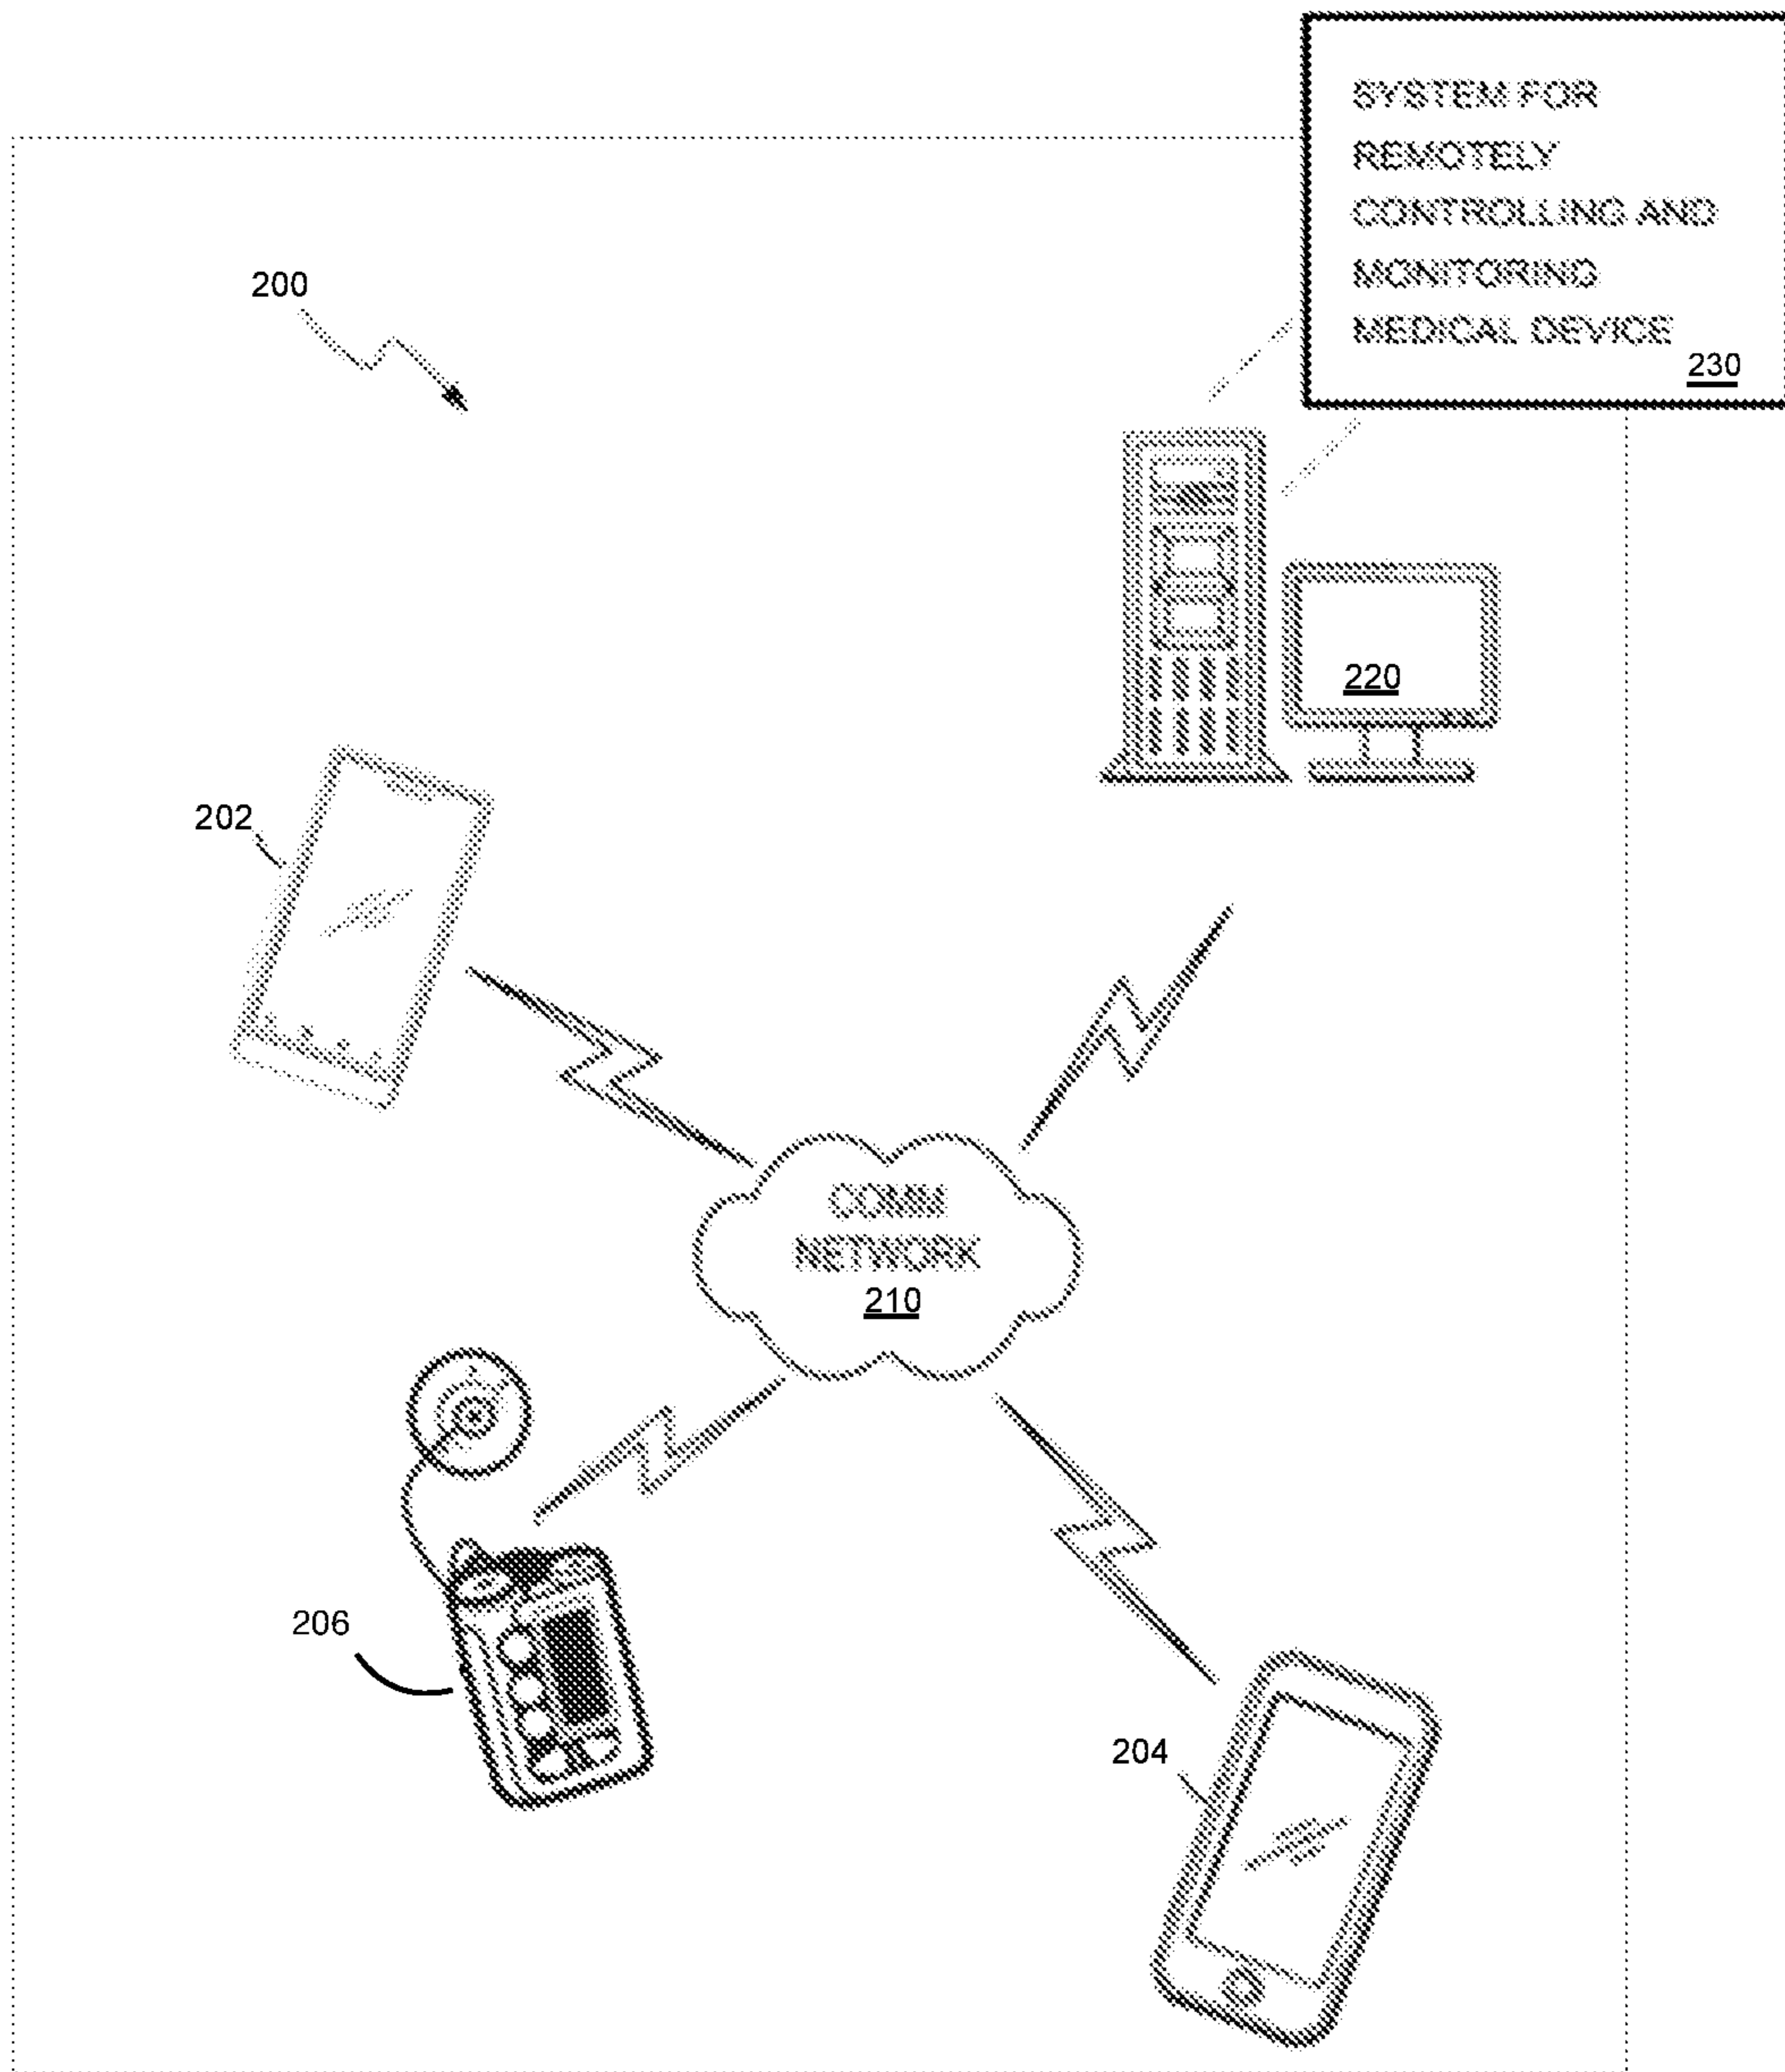 SYSTEM FOR
REMOTELY
CONTROLLING AND
MONITORING
MEDICAL DEVICE
230
200
220
202
COMM
NETWORK
210
206
204